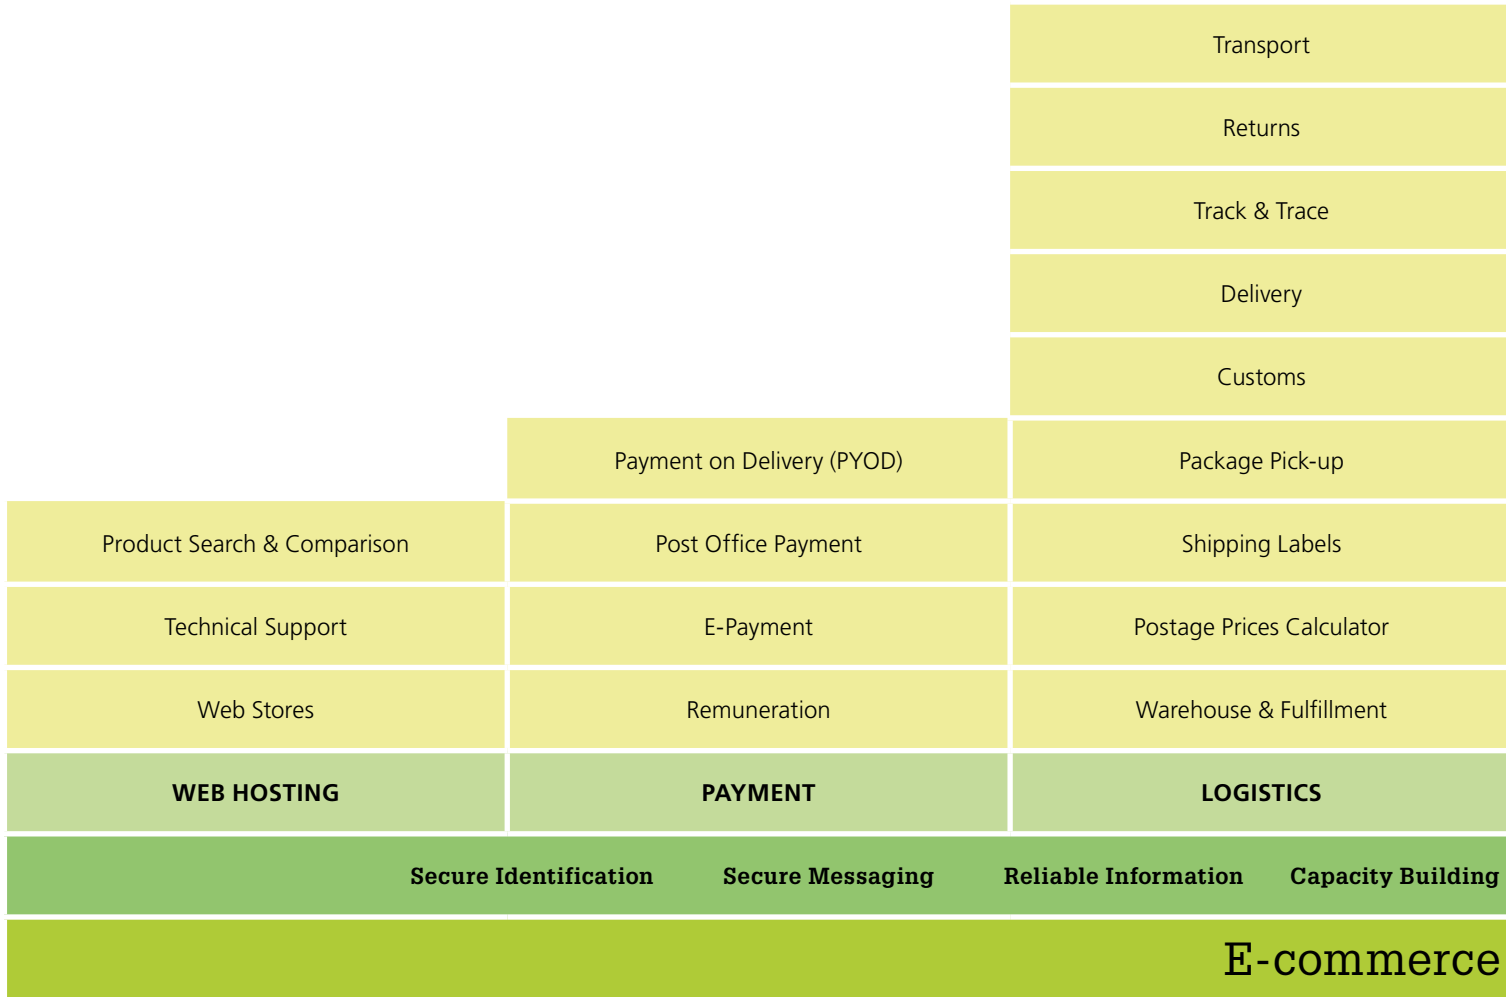 Transport
Returns
Track & Trace
Delivery
Customs
Payment on Delivery (PYOD)
Package Pick-up
Product Search & Comparison
Post Office Payment
Shipping Labels
Technical Support
E-Payment
Postage Prices Calculator
Web Stores
Remuneration
Warehouse & Fulfillment
WEB HOSTING
PAYMENT
LOGISTICS
Secure Identification
Secure Messaging
Reliable Information
Capacity Building
E-commerce